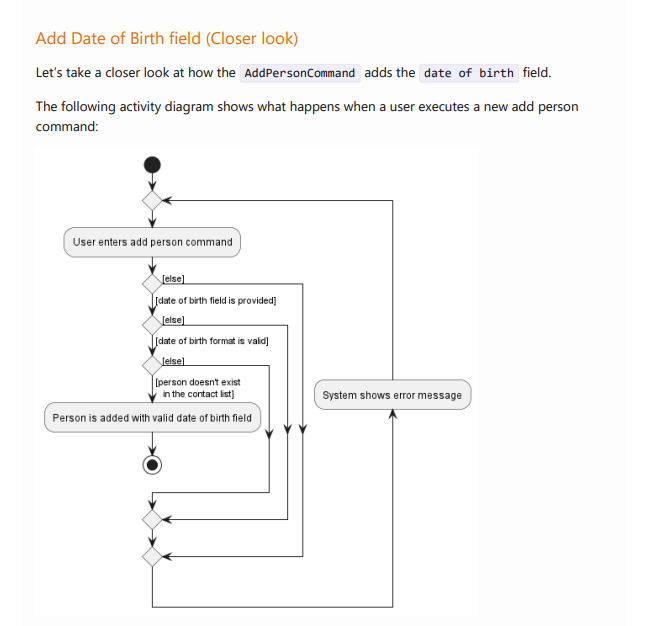 Add Date of Birth field (Closer look)
Let's take a closer look at how the AddPersonCommand adds the date of birth field.
The following activity diagram shows what happens when a user executes a new add person
command:
User enters add person command
[else]
[date of birth field is provided]
[else]
[date of birth format is valid]
[else]
[person doesn't exist
in the contact list]
System shows error message
Person is added with valid date of birth field